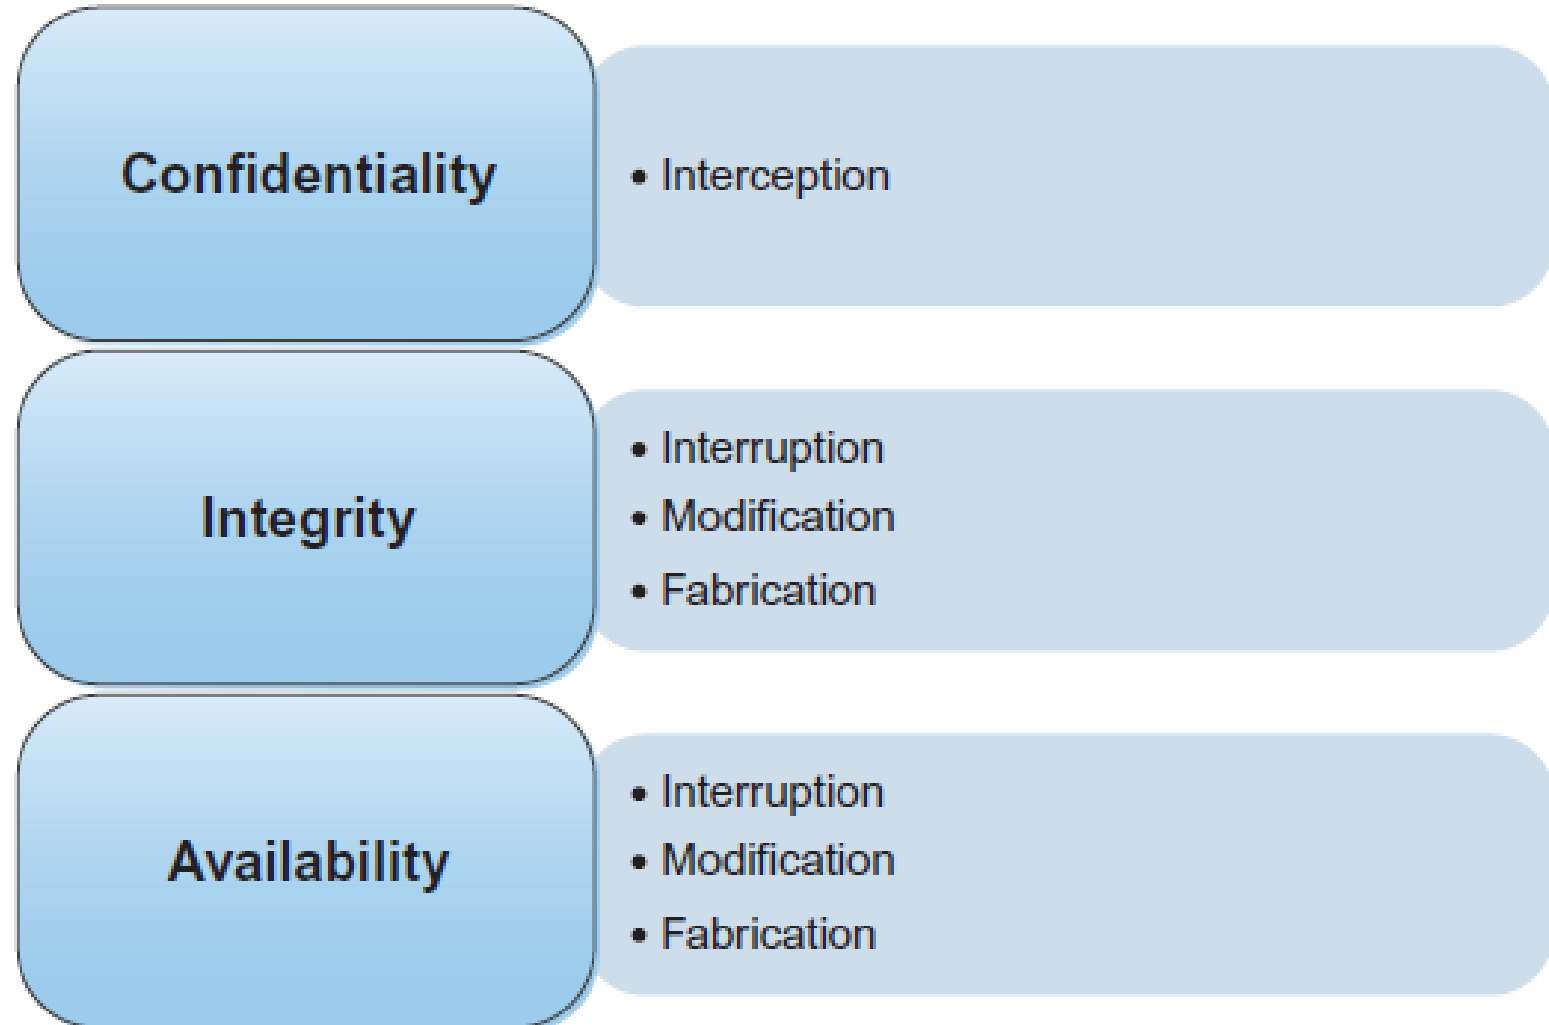 Confidentiality
• Interception
Integrity
• Interruption
• Modification
• Fabrication
Availability
• Interruption
• Modification
• Fabrication